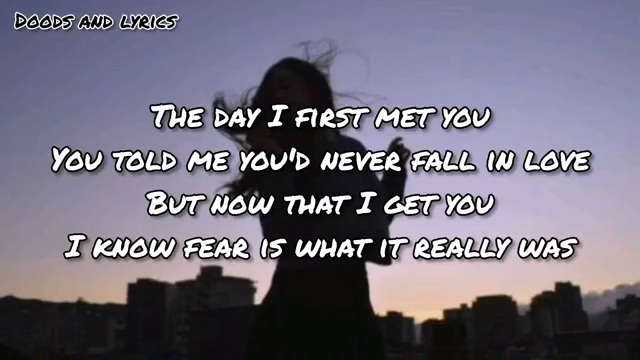 Doods and lyrics
The day I first met you
You told me you'd never fall in love
But now that I get you
I know fear is what it really was